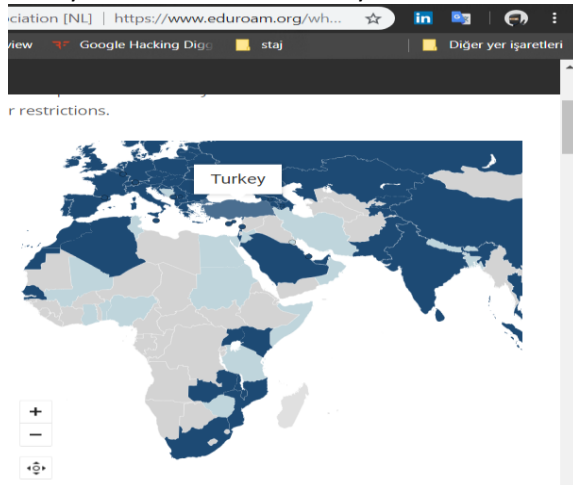 ociation [NL] | https://www.eduroam.org/wh...
in
view Google Hacking Digg staj Diğer yer işaretleri
r restrictions.
Turkey
+
−